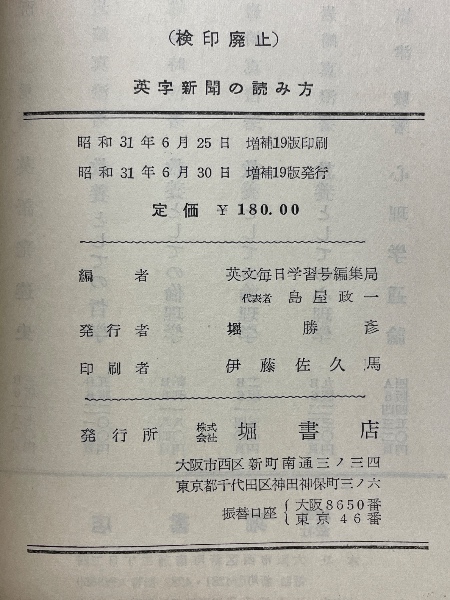 （検印廃止）
英字新聞の読み方
昭和31年6月25日 増補19版印刷
昭和31年6月30日 増補19版発行
定価 ¥180.00
編者 英文毎日学習号編集局
代表者 島屋政一
発行者 堀勝彦
印刷者 伊藤佐久馬
発行所 株式会社 堀書店
大阪市西区新町南通三ノ三四
東京都千代田区神田神保町三ノ六
振替口座 大阪8650番
東京46番